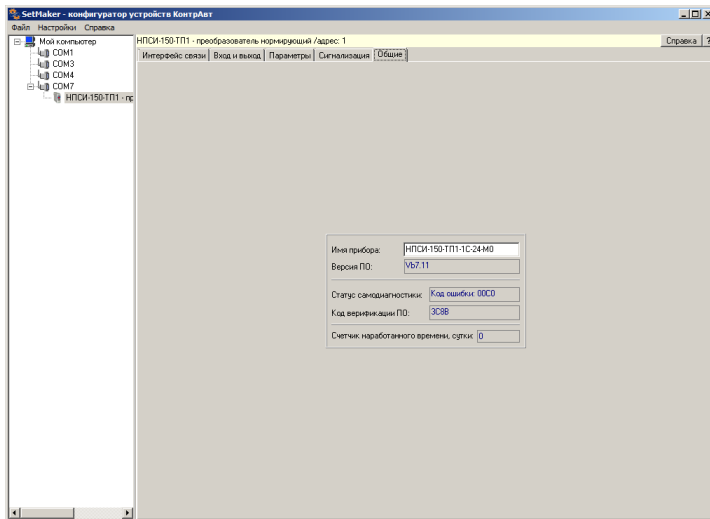 SetMaker - конфигуратор устройств КонтрАвт
Файл Настройки Справка
Мой компьютер
COM1
COM3
COM4
COM7
НПСИ-150-ТП1 - пр
НПСИ-150-ТП1 - преобразователь нормирующий /адрес: 1
Справка ?
Интерфейс связи Вход и выход Параметры Сигнализация Общие
Имя прибора: НПСИ-150-ТП1-1С-24-М0
Версия ПО: Vb7.11
Статус самодиагностики: Код ошибки: 00C0
Код верификации ПО: 3C8B
Счетчик наработанного времени, сутки: 0